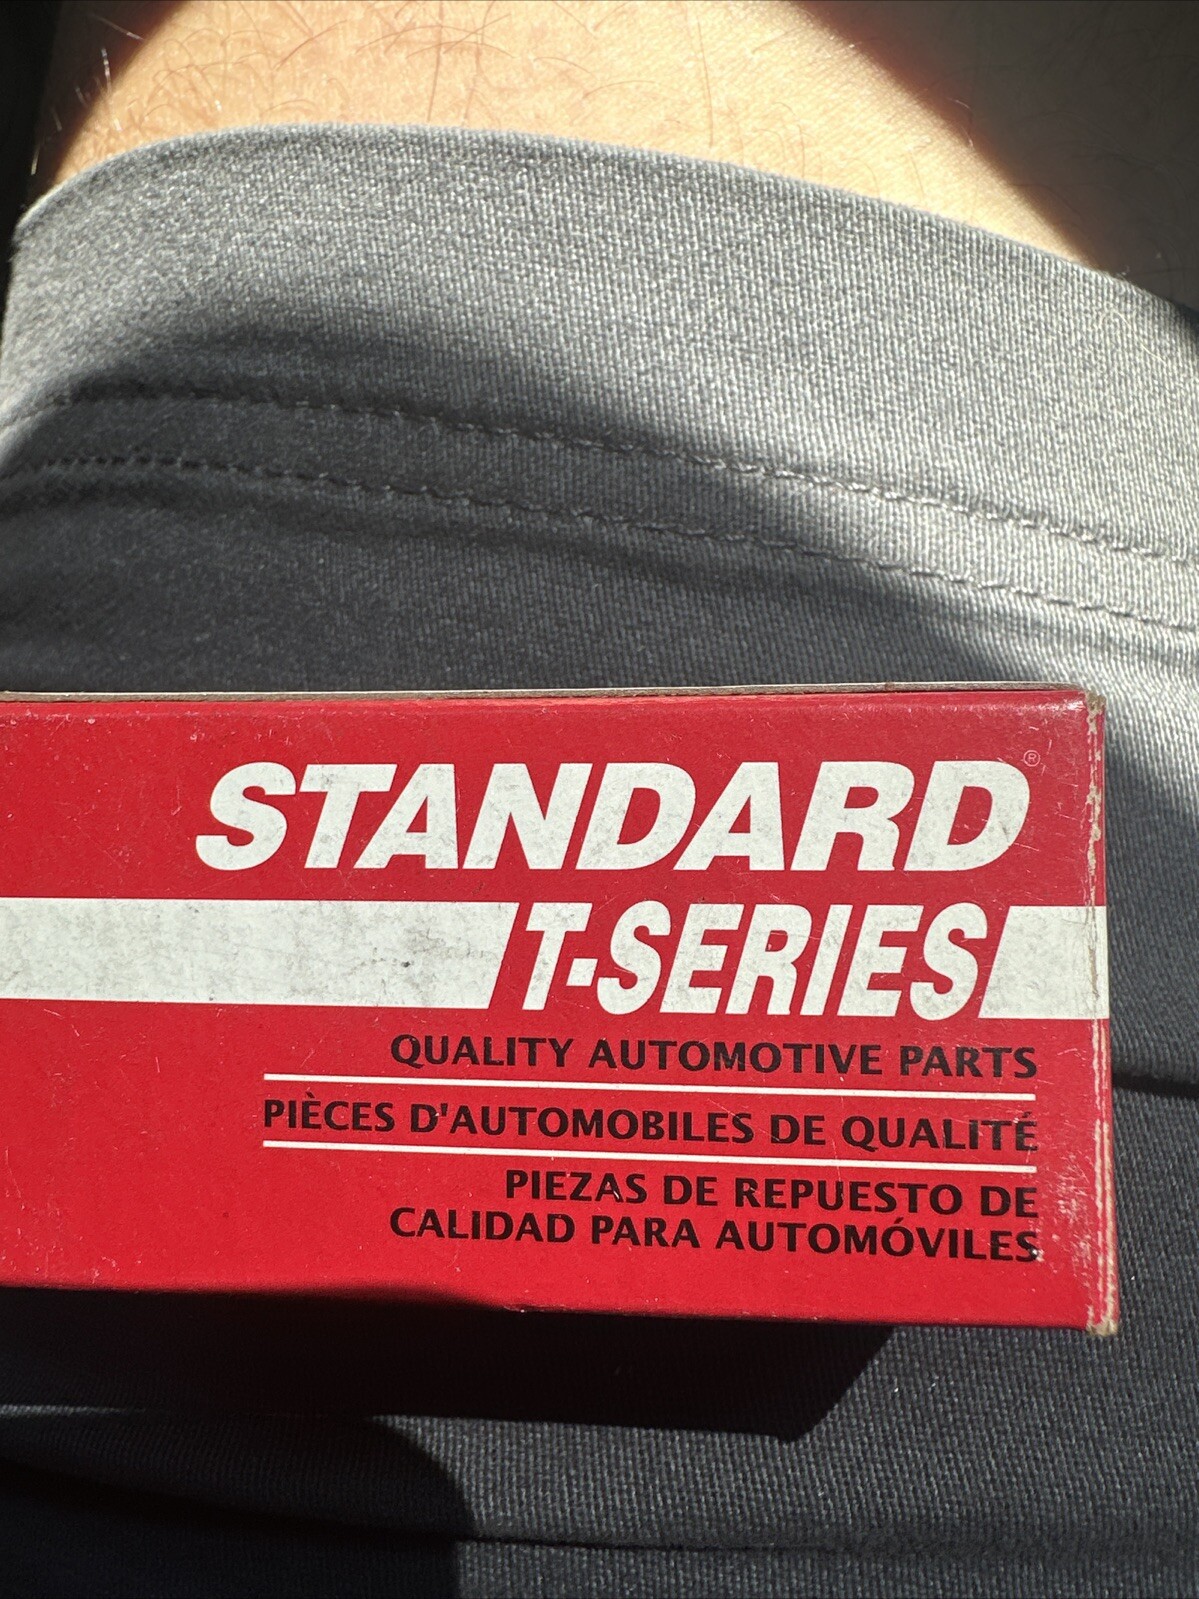 STANDARD®
T-SERIES
QUALITY AUTOMOTIVE PARTS
PIÈCES D'AUTOMOBILES DE QUALITÉ
PIEZAS DE REPUESTO DE
CALIDAD PARA AUTOMÓVILES